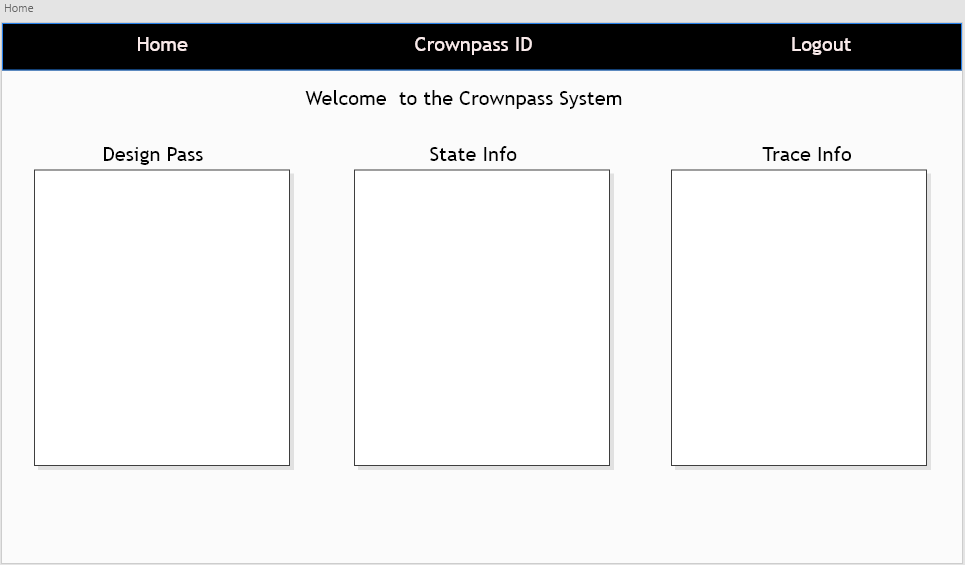 Home
Home Crownpass ID Logout
Welcome  to the Crownpass System
Design Pass State Info Trace Info